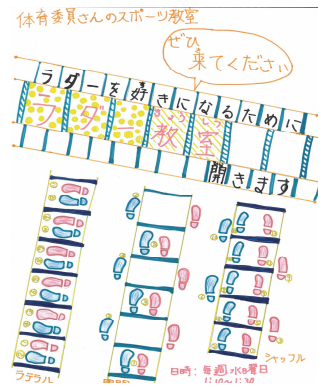 体育委員さんのスポーツ教室
ぜひ
来てください
ラダーを好きになるために
ラダー教室
開きます
ラテラル
シャッフル
日時：毎週水曜日